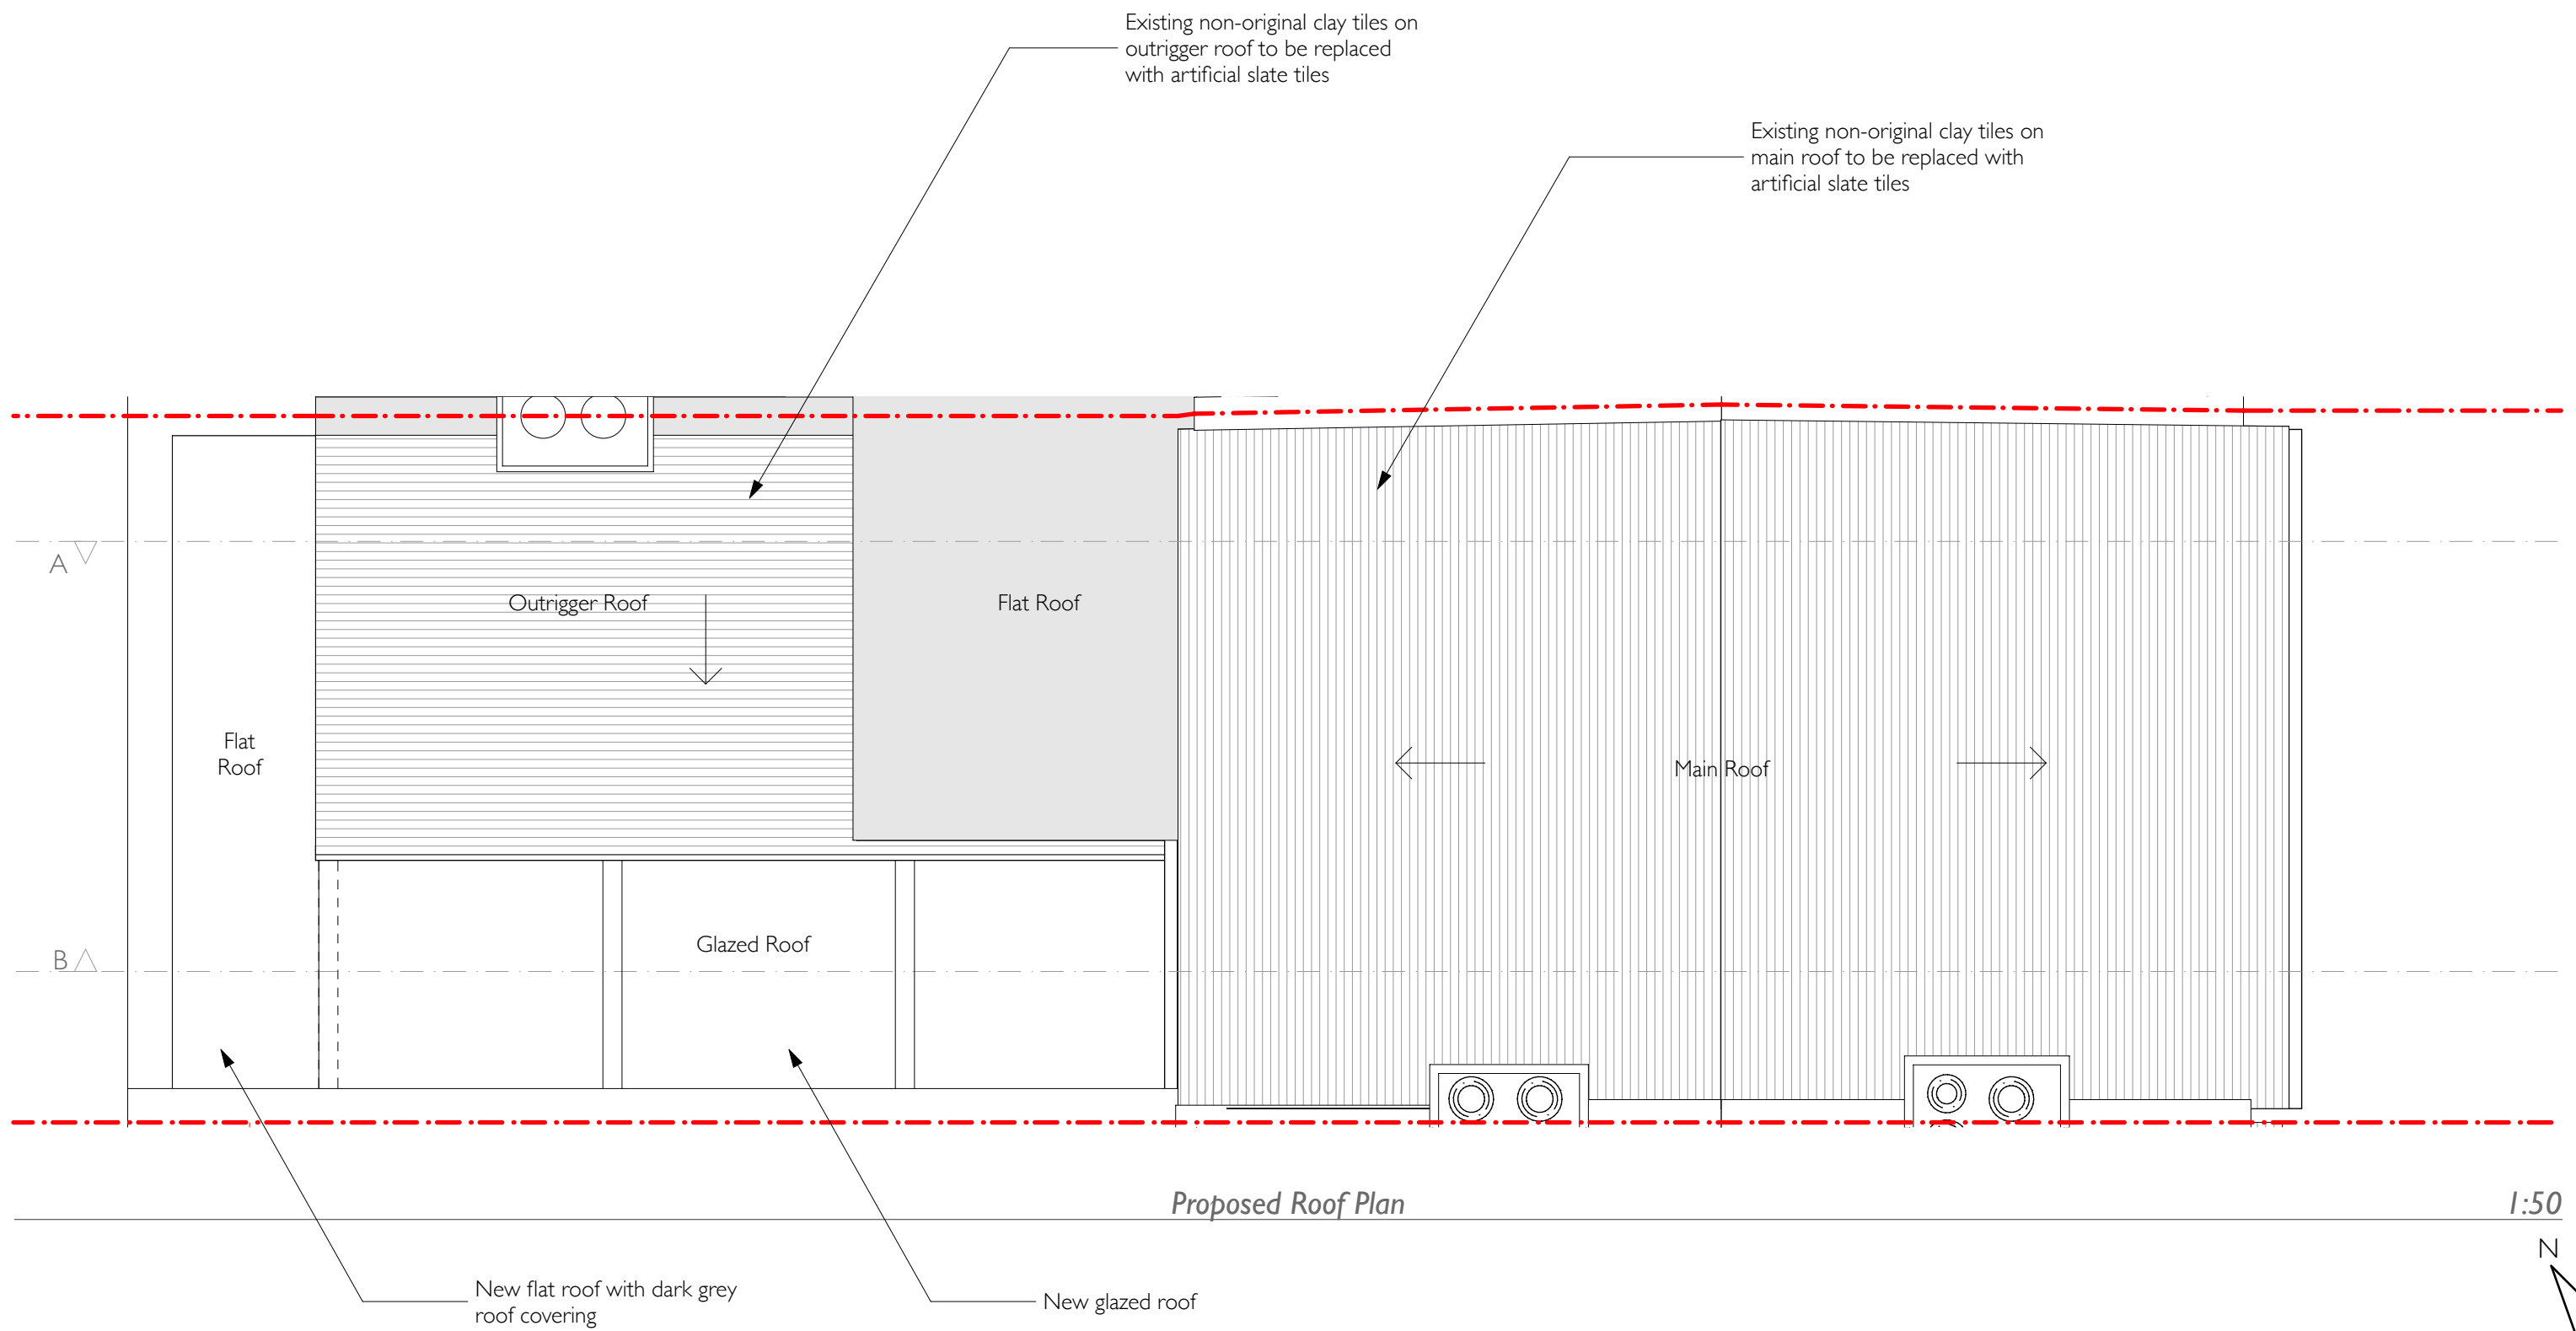 Existing non-original clay tiles on
outrigger roof to be replaced
with artificial slate tiles
Existing non-original clay tiles on
main roof to be replaced with
artificial slate tiles
A
Outrigger Roof
Flat Roof
Flat
Roof
Main Roof
B
Glazed Roof
Proposed Roof Plan
1:50
N
New flat roof with dark grey
roof covering
New glazed roof